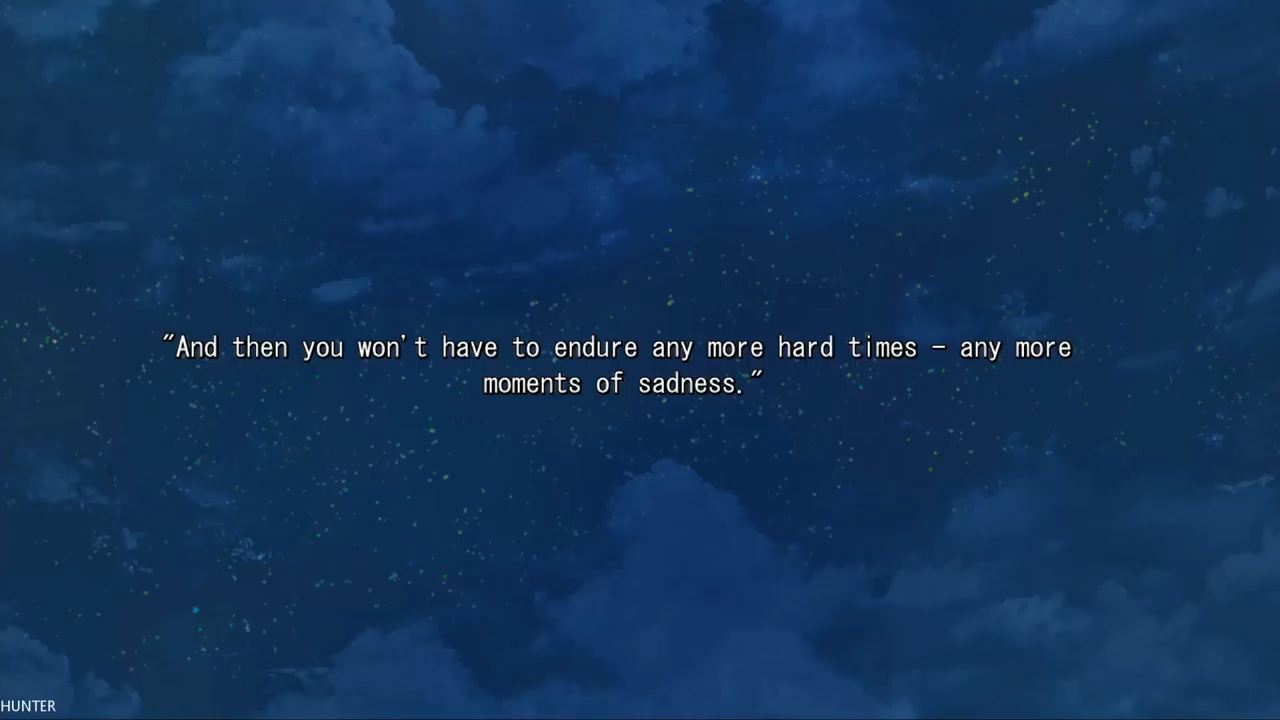 "And then you won't have to endure any more hard times – any more
moments of sadness."
HUNTER